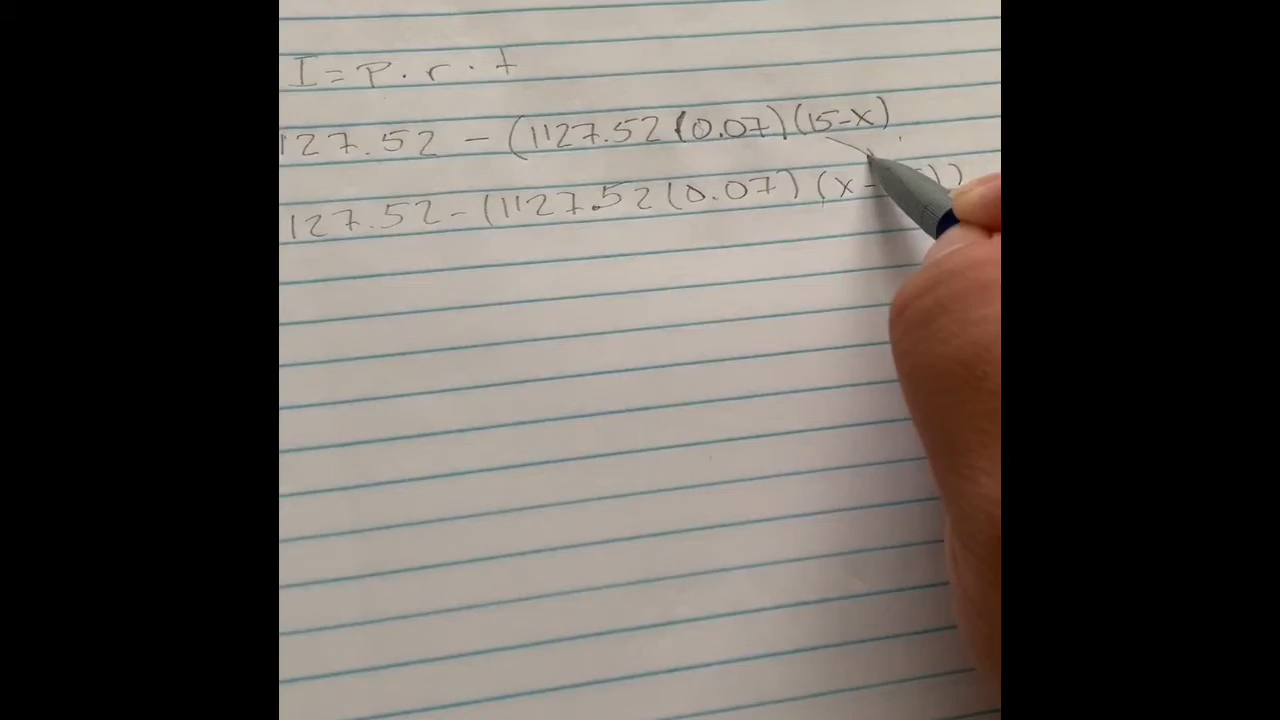 I = p . r . t
127.52 - (1127.52 (0.07) (15-x)
127.52 - (1127.52 (0.07) (x- ))